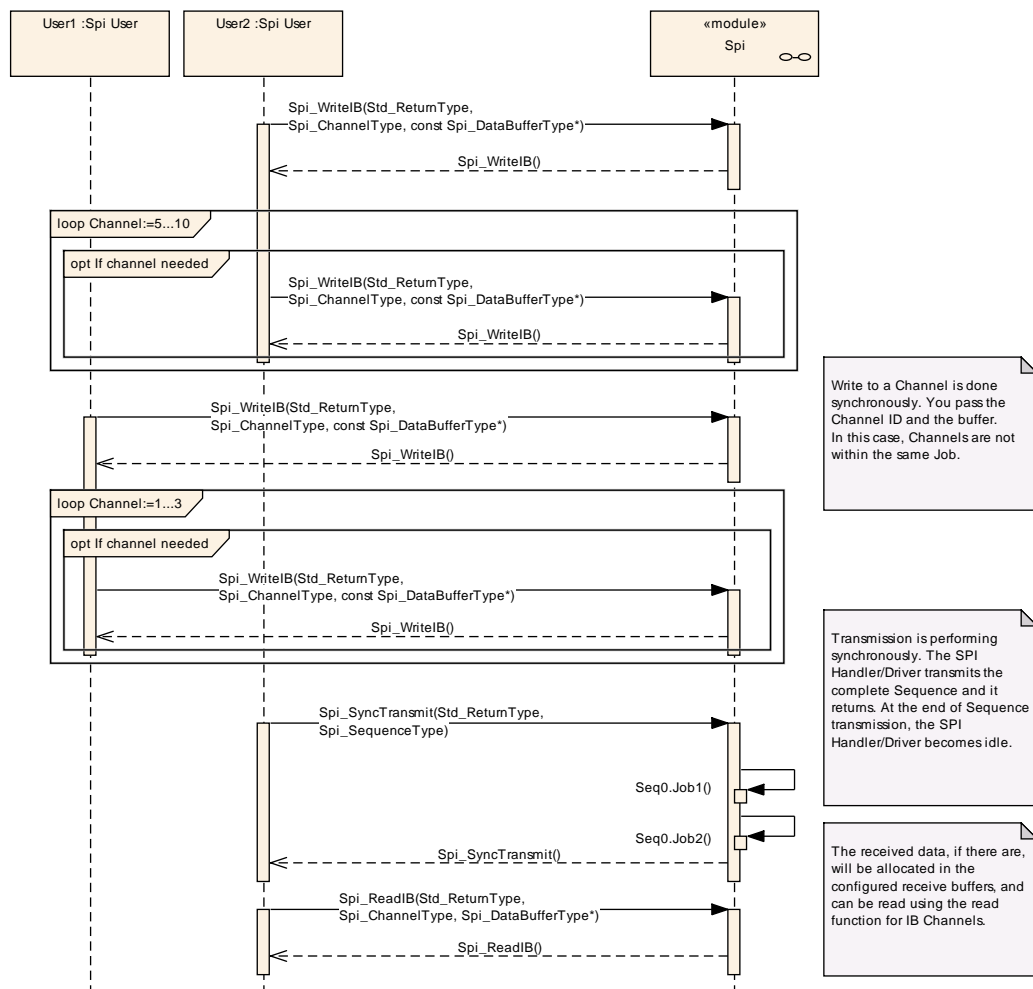 User1 :Spi User
User2 :Spi User
«module»
Spi
Spi_WriteIB(Std_ReturnType,
Spi_ChannelType, const Spi_DataBufferType*)
Spi_WriteIB()
loop Channel:=5...10
opt If channel needed
Spi_WriteIB(Std_ReturnType,
Spi_ChannelType, const Spi_DataBufferType*)
Spi_WriteIB()
Write to a Channel is done
synchronously. You pass the
Channel ID and the buffer.
In this case, Channels are not
within the same Job.
Spi_WriteIB(Std_ReturnType,
Spi_ChannelType, const Spi_DataBufferType*)
Spi_WriteIB()
loop Channel:=1...3
opt If channel needed
Spi_WriteIB(Std_ReturnType,
Spi_ChannelType, const Spi_DataBufferType*)
Spi_WriteIB()
Transmission is performing
synchronously. The SPI
Handler/Driver transmits the
complete Sequence and it
returns. At the end of Sequence
transmission, the SPI
Handler/Driver becomes idle.
Spi_SyncTransmit(Std_ReturnType,
Spi_SequenceType)
Seq0.Job1()
Seq0.Job2()
Spi_SyncTransmit()
The received data, if there are,
will be allocated in the
configured receive buffers, and
can be read using the read
function for IB Channels.
Spi_ReadIB(Std_ReturnType,
Spi_ChannelType, Spi_DataBufferType*)
Spi_ReadIB()